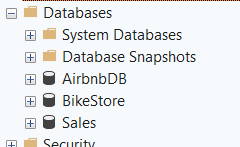 Databases
System Databases
Database Snapshots
AirbnbDB
BikeStore
Sales
Security